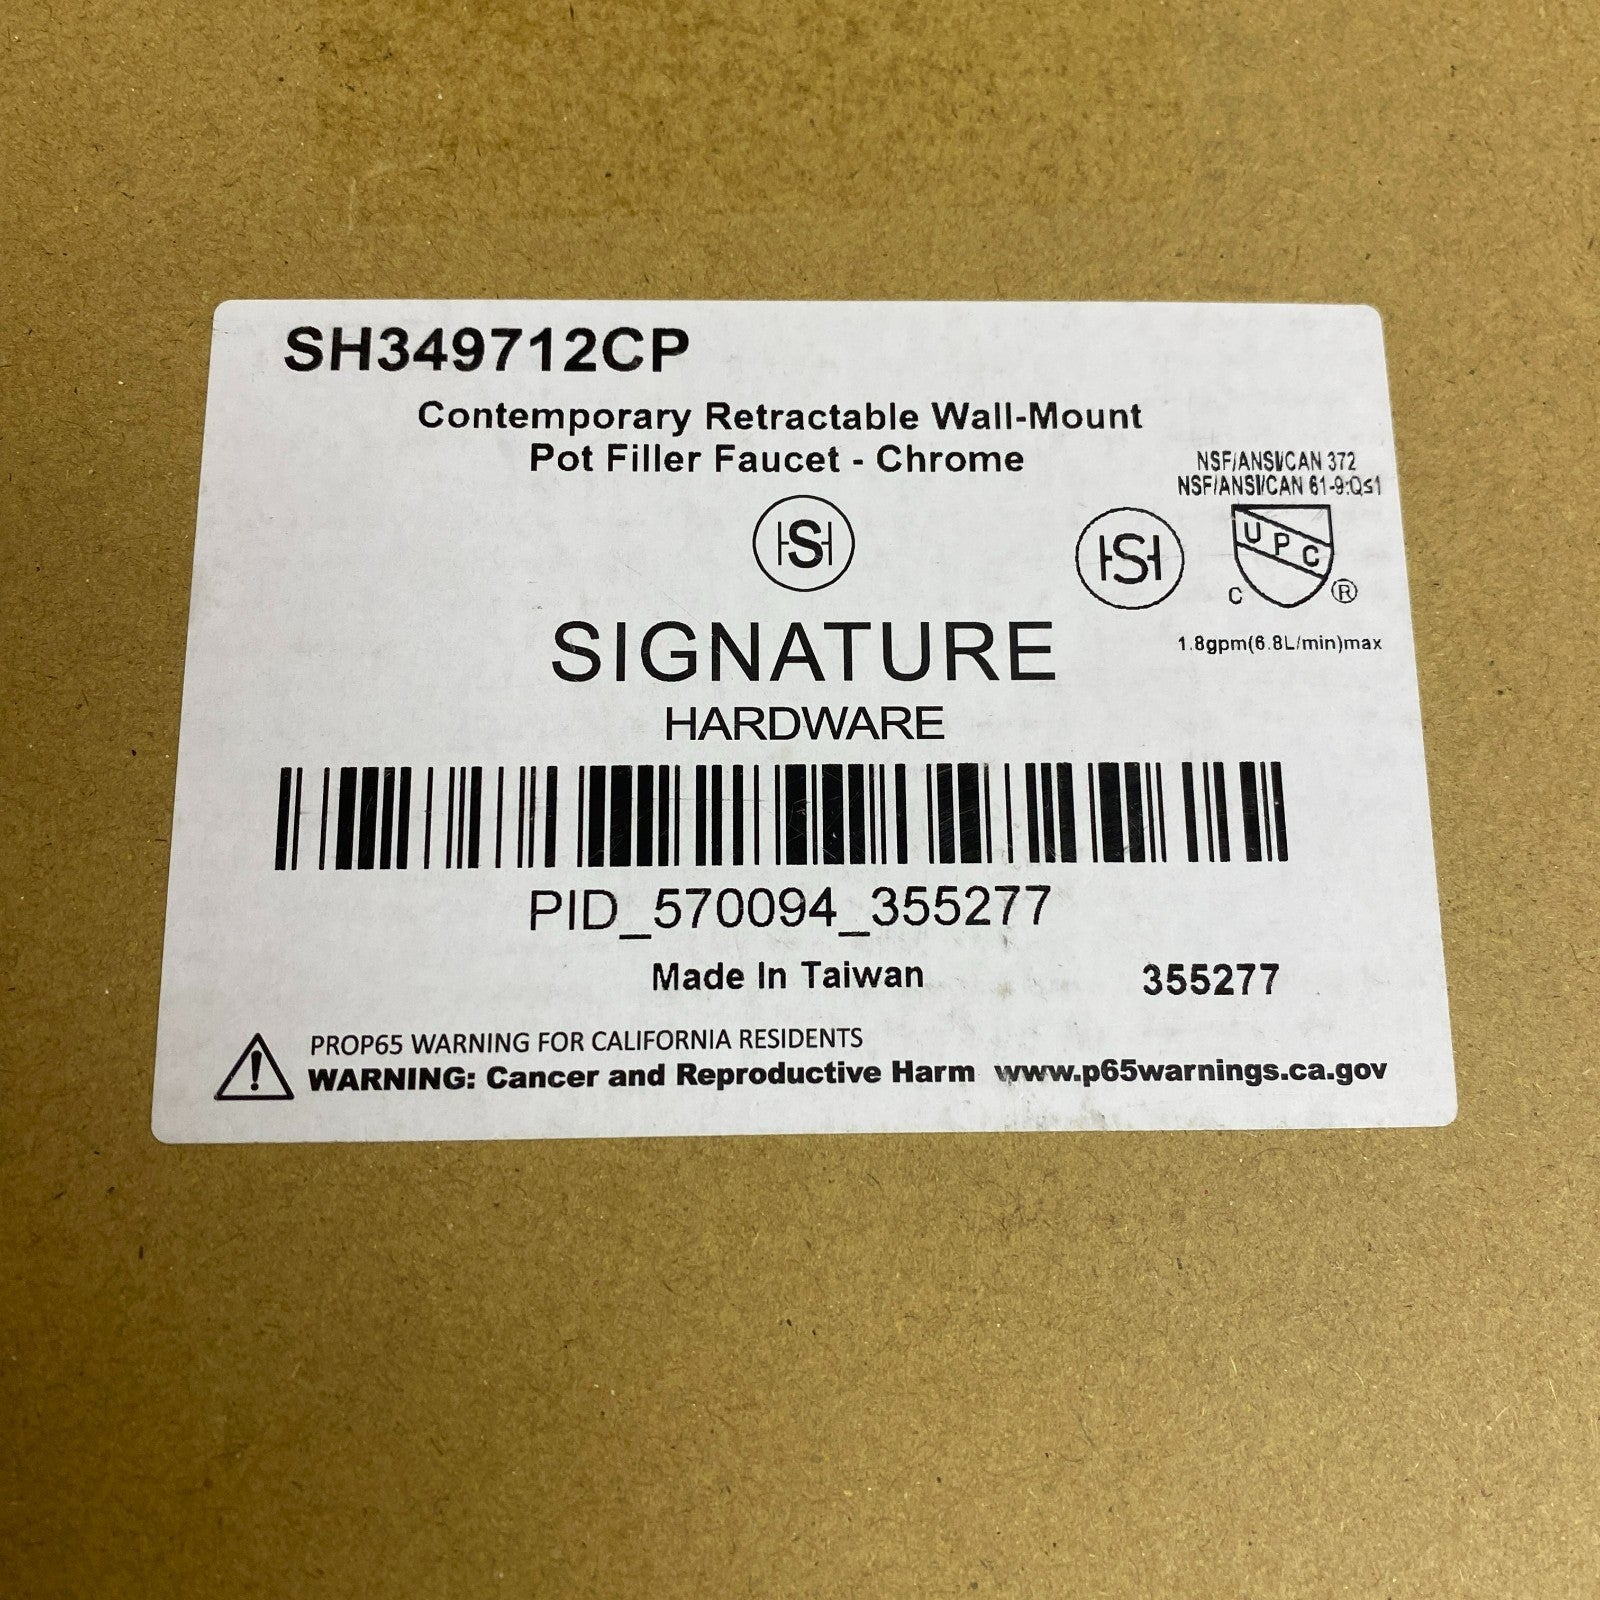 SH349712CP
Contemporary Retractable Wall-Mount
Pot Filler Faucet - Chrome
NSF/ANSI/CAN 372
NSF/ANSI/CAN 61-9:Q≤1
HSH
HSH
UPC
C ®
1.8gpm(6.8L/min)max
SIGNATURE
HARDWARE
PID_570094_355277
Made In Taiwan
355277
PROP65 WARNING FOR CALIFORNIA RESIDENTS
WARNING: Cancer and Reproductive Harm www.p65warnings.ca.gov